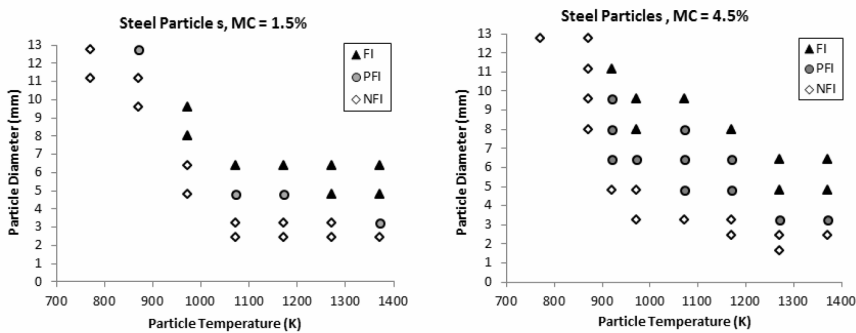 Steel Particle s, MC = 1.5%
13
12
11
10
9
8
7
6
5
4
3
2
1
0
700 800 900 1000 1100 1200 1300 1400
Particle Diameter (mm)
Particle Temperature (K)
FI
PFI
NFI
Steel Particles , MC = 4.5%
13
12
11
10
9
8
7
6
5
4
3
2
1
0
700 800 900 1000 1100 1200 1300 1400
Particle Diameter (mm)
Particle Temperature (K)
FI
PFI
NFI